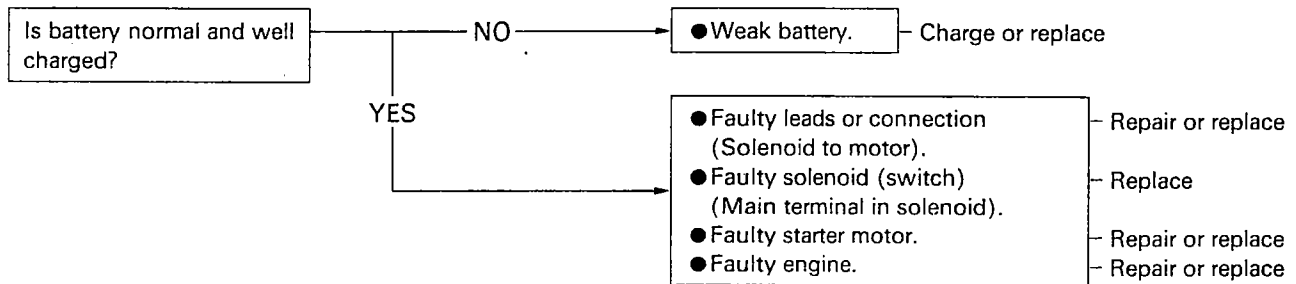 Is battery normal and well
charged?
NO
● Weak battery.
Charge or replace
YES
● Faulty leads or connection
(Solenoid to motor).
Repair or replace
● Faulty solenoid (switch)
(Main terminal in solenoid).
Replace
● Faulty starter motor.
Repair or replace
● Faulty engine.
Repair or replace